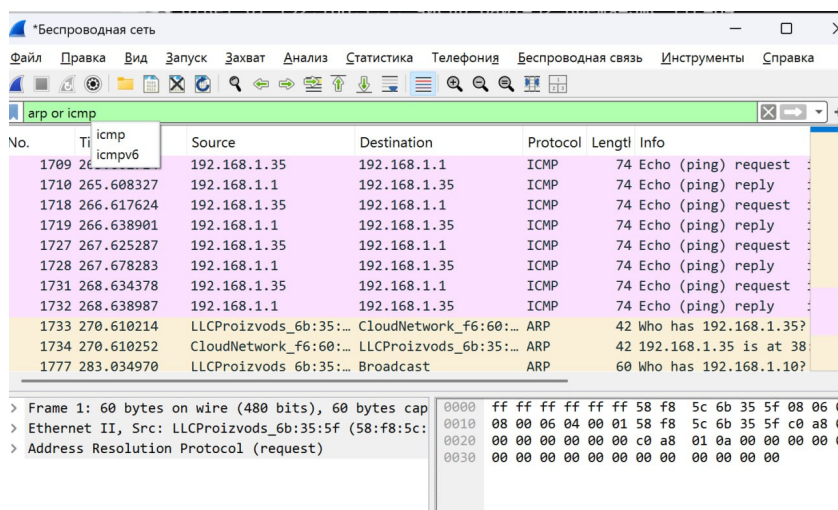 *Беспроводная сеть
Файл Правка Вид Запуск Захват Анализ Статистика Телефония Беспроводная связь Инструменты Справка
arp or icmp
icmp
icmpv6
No. Source Destination Protocol Lengtl Info
1709 192.168.1.35 192.168.1.1 ICMP 74 Echo (ping) request
1710 265.608327 192.168.1.1 192.168.1.35 ICMP 74 Echo (ping) reply
1718 266.617624 192.168.1.35 192.168.1.1 ICMP 74 Echo (ping) request
1719 266.638901 192.168.1.1 192.168.1.35 ICMP 74 Echo (ping) reply
1727 267.625287 192.168.1.35 192.168.1.1 ICMP 74 Echo (ping) request
1728 267.678283 192.168.1.1 192.168.1.35 ICMP 74 Echo (ping) reply
1731 268.634378 192.168.1.35 192.168.1.1 ICMP 74 Echo (ping) request
1732 268.638987 192.168.1.1 192.168.1.35 ICMP 74 Echo (ping) reply
1733 270.610214 LLCProizvods_6b:35:… CloudNetwork_f6:60:… ARP 42 Who has 192.168.1.35?
1734 270.610252 CloudNetwork_f6:60:… LLCProizvods_6b:35:… ARP 42 192.168.1.35 is at 38
1777 283.034970 LLCProizvods_6b:35:… Broadcast ARP 60 Who has 192.168.1.10?
> Frame 1: 60 bytes on wire (480 bits), 60 bytes cap
> Ethernet II, Src: LLCProizvods_6b:35:5f (58:f8:5c:
> Address Resolution Protocol (request)
0000 ff ff ff ff ff ff 58 f8 5c 6b 35 5f 08 06
0010 08 00 06 04 00 01 58 f8 5c 6b 35 5f c0 a8
0020 00 00 00 00 00 00 c0 a8 01 0a 00 00 00 00
0030 00 00 00 00 00 00 00 00 00 00 00 00